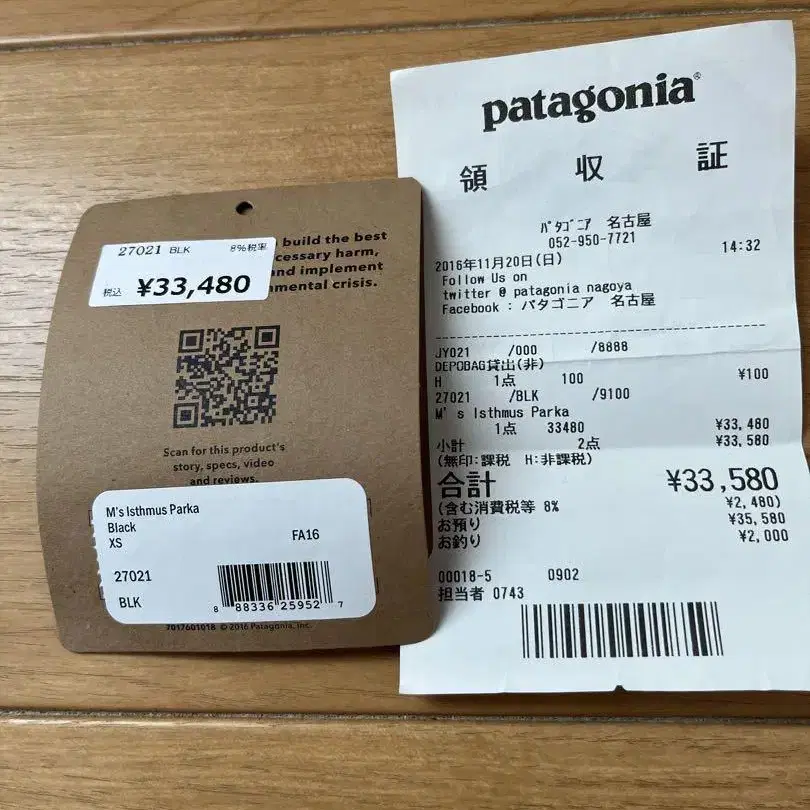 27021 BLK 8%税率
税込 ¥33,480
build the best
cessary harm,
and implement
nmental crisis.
Scan for this product's
story, specs, video
and reviews.
M's Isthmus Parka
Black
XS FA16
27021
BLK
8 88336 25952 7
7017601018 © 2016 Patagonia, Inc.
patagonia®
領収証
パタゴニア 名古屋
052-950-7721
2016年11月20日(日) 14:32
Follow Us on
twitter @ patagonia nagoya
Facebook : パタゴニア 名古屋
JY021 /000 /8888
DEPOBAG貸出(非)
H 1点 100 ¥100
27021 /BLK /9100
M's Isthmus Parka
1点 33480 ¥33,480
小計 2点 ¥33,580
(無印:課税 H:非課税)
合計 ¥33,580
(含む消費税等 8% ¥2,480)
お預り ¥35,580
お釣り ¥2,000
00018-5 0902
担当者 0743